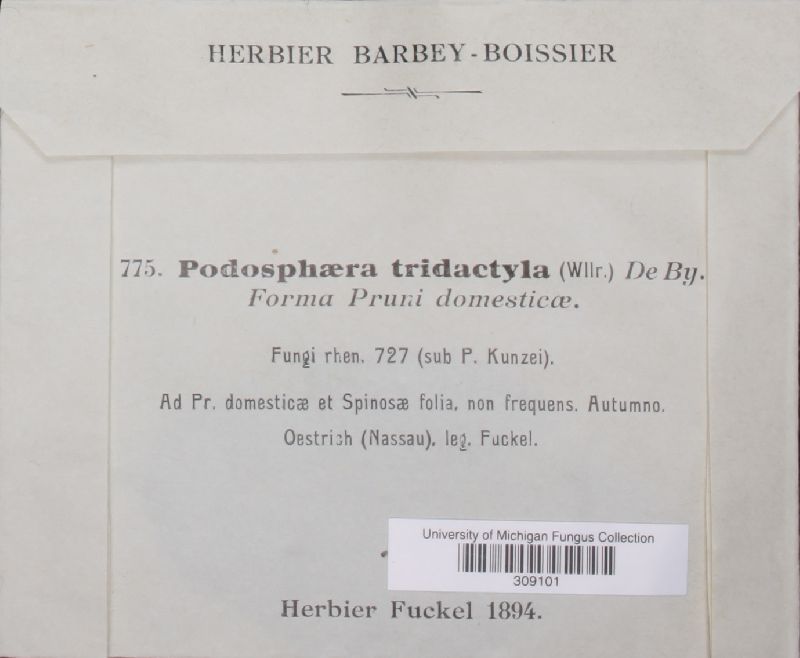 HERBIER BARBEY-BOISSIER
775. Podosphæra tridactyla (Wllr.) De By.
Forma Pruni domesticæ.
Fungi rhen. 727 (sub P. Kunzei).
Ad Pr. domesticæ et Spinosæ folia, non frequens. Autumno.
Oestrich (Nassau), leg. Fuckel.
University of Michigan Fungus Collection
309101
Herbier Fuckel 1894.